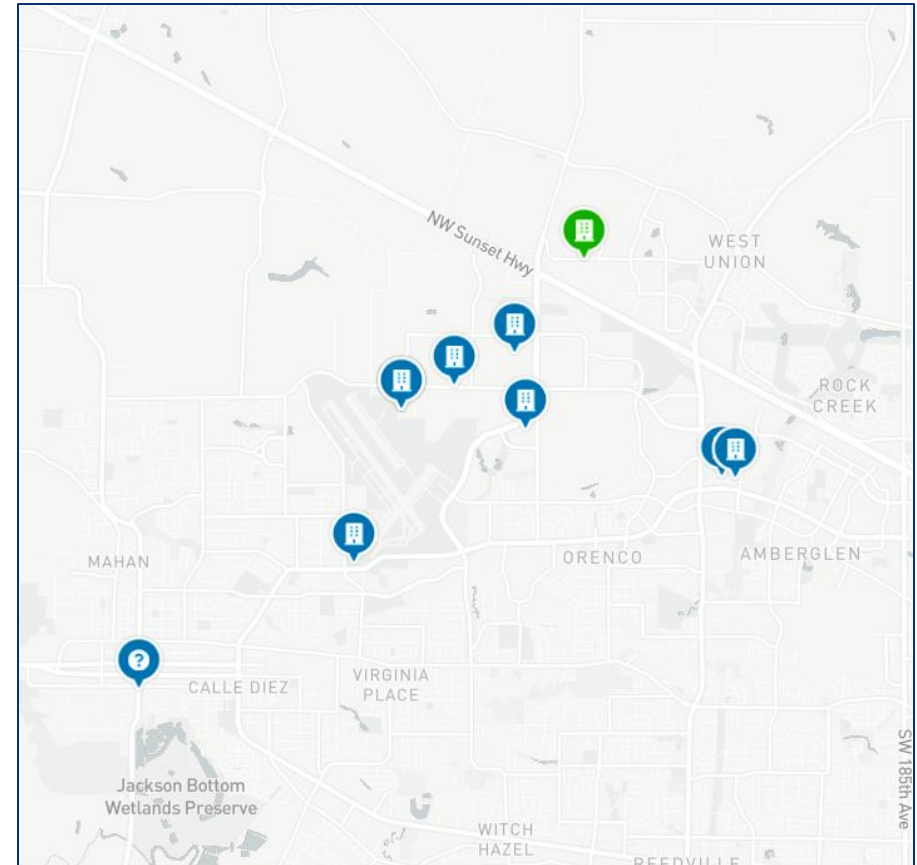 NW Sunset Hwy
WEST
UNION
ROCK
CREEK
MAHAN
ORENCO
AMBERGLEN
?
VIRGINIA
PLACE
CALLE DIEZ
SW 185th Ave
Jackson Bottom
Wetlands Preserve
WITCH
HAZEL
REEDVILLE